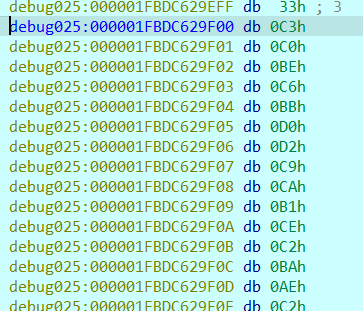 debug025:000001FBDC629EFF db  33h ; 3
debug025:000001FBDC629F00 db 0C3h
debug025:000001FBDC629F01 db 0C0h
debug025:000001FBDC629F02 db 0BEh
debug025:000001FBDC629F03 db 0C6h
debug025:000001FBDC629F04 db 0BBh
debug025:000001FBDC629F05 db 0D0h
debug025:000001FBDC629F06 db 0D2h
debug025:000001FBDC629F07 db 0C9h
debug025:000001FBDC629F08 db 0CAh
debug025:000001FBDC629F09 db 0B1h
debug025:000001FBDC629F0A db 0CEh
debug025:000001FBDC629F0B db 0C2h
debug025:000001FBDC629F0C db 0BAh
debug025:000001FBDC629F0D db 0AEh
debug025:000001FBDC629F0E db 0C2h